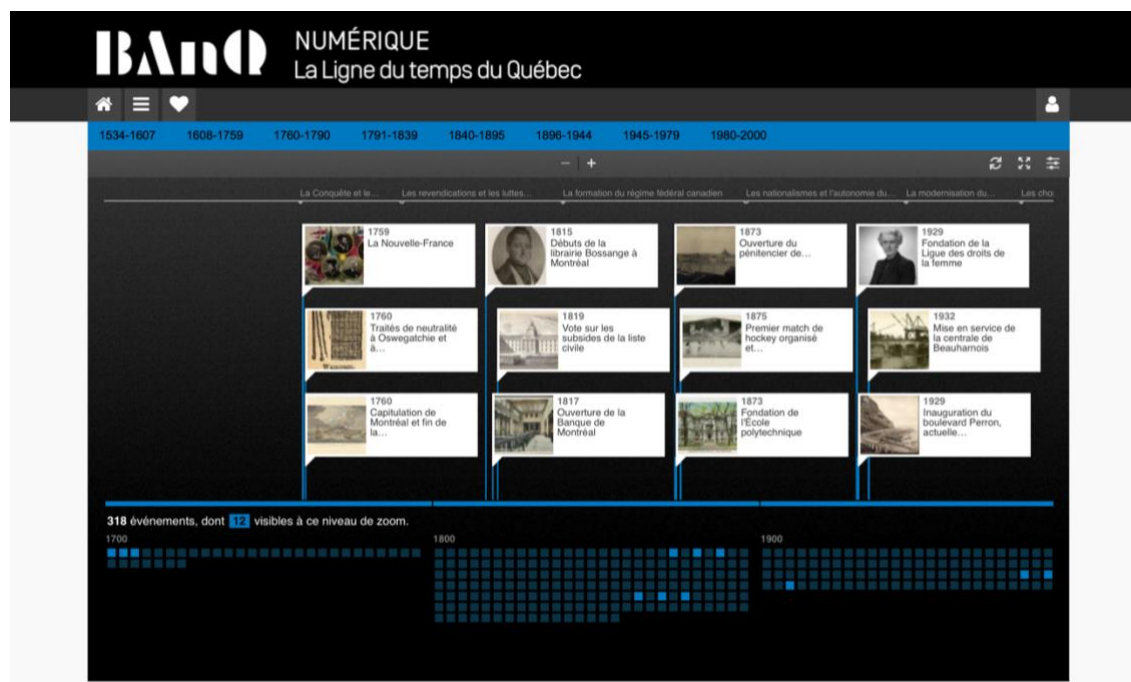 BAnQ
NUMÉRIQUE
La Ligne du temps du Québec
1534-1607 1608-1759 1760-1790 1791-1839 1840-1895 1896-1944 1945-1979 1980-2000
− +
La Conquête et le... Les revendications et les luttes... La formation du régime fédéral canadien Les nationalismes et l'autonomie du... La modernisation du... Les cho
1759
La Nouvelle-France
1815
Débuts de la
librairie Bossange à
Montréal
1873
Ouverture du
pénitencier de...
1929
Fondation de la
Ligue des droits de
la femme
1760
Traités de neutralité
à Oswegatchie et
à...
1819
Vote sur les
subsides de la liste
civile
1875
Premier match de
hockey organisé
et...
1932
Mise en service de
la centrale de
Beauharnois
1760
Capitulation de
Montréal et fin de
la...
1817
Ouverture de la
Banque de
Montréal
1873
Fondation de
l'École
polytechnique
1929
Inauguration du
boulevard Perron,
actuelle...
318 événements, dont 12 visibles à ce niveau de zoom.
1700 1800 1900